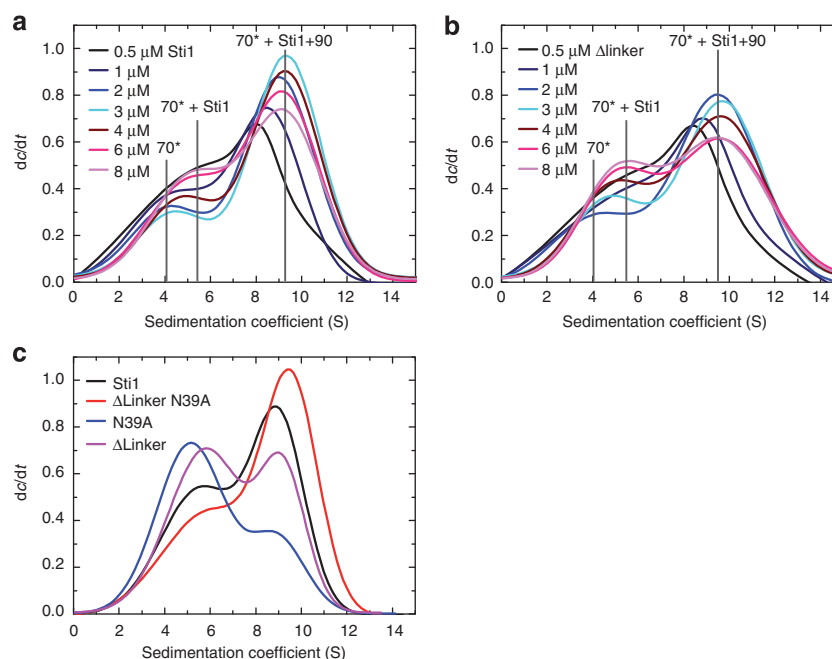 a
dc/dt
1.0
0.8
0.6
0.4
0.2
0.0
0 2 4 6 8 10 12 14
Sedimentation coefficient (S)
0.5 μM Sti1
1 μM
2 μM
3 μM
4 μM
6 μM
8 μM
70*
70* + Sti1
70* + Sti1+90
b
dc/dt
1.0
0.8
0.6
0.4
0.2
0.0
0 2 4 6 8 10 12 14
Sedimentation coefficient (S)
0.5 μM Δlinker
1 μM
2 μM
3 μM
4 μM
6 μM
8 μM
70*
70* + Sti1
70* + Sti1+90
c
dc/dt
1.0
0.8
0.6
0.4
0.2
0.0
0 2 4 6 8 10 12 14
Sedimentation coefficient (S)
Sti1
ΔLinker N39A
N39A
ΔLinker